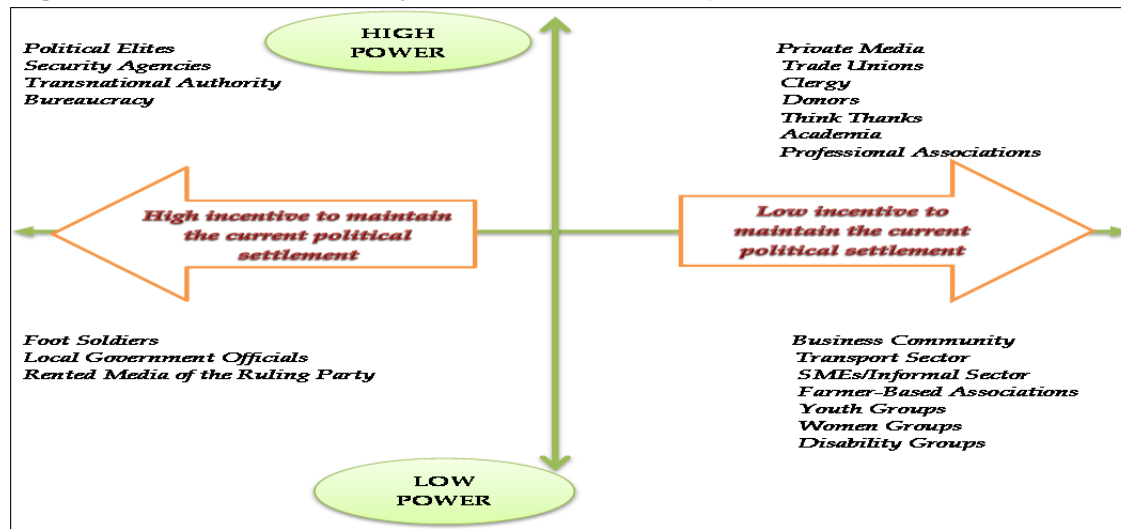 HIGH
POWER
Political Elites
Security Agencies
Transnational Authority
Bureaucracy
Private Media
Trade Unions
Clergy
Donors
Think Thanks
Academia
Professional Associations
High incentive to maintain
the current political
settlement
Low incentive to
maintain the current
political settlement
Foot Soldiers
Local Government Officials
Rented Media of the Ruling Party
Business Community
Transport Sector
SMEs/Informal Sector
Farmer-Based Associations
Youth Groups
Women Groups
Disability Groups
LOW
POWER